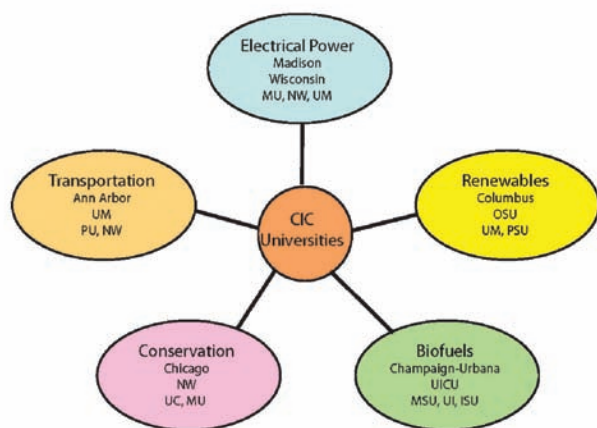 Electrical Power
Madison
Wisconsin
MU, NW, UM
Transportation
Ann Arbor
UM
PU, NW
CIC
Universities
Renewables
Columbus
OSU
UM, PSU
Conservation
Chicago
NW
UC, MU
Biofuels
Champaign-Urbana
UICU
MSU, UI, ISU